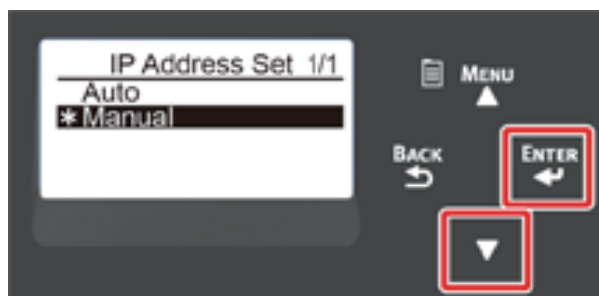 IP Address Set 1/1
Auto
*Manual
MENU
BACK
ENTER